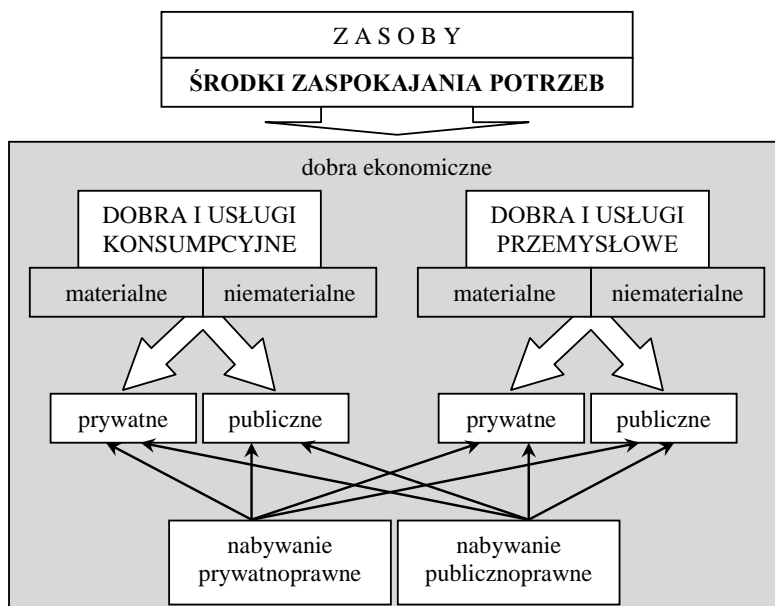 Z A S O B Y
ŚRODKI ZASPOKAJANIA POTRZEB
dobra ekonomiczne
DOBRA I USŁUGI
KONSUMPCYJNE
materialne
niematerialne
prywatne
publiczne
DOBRA I USŁUGI
PRZEMYSŁOWE
materialne
niematerialne
prywatne
publiczne
nabywanie
prywatnoprawne
nabywanie
publicznoprawne